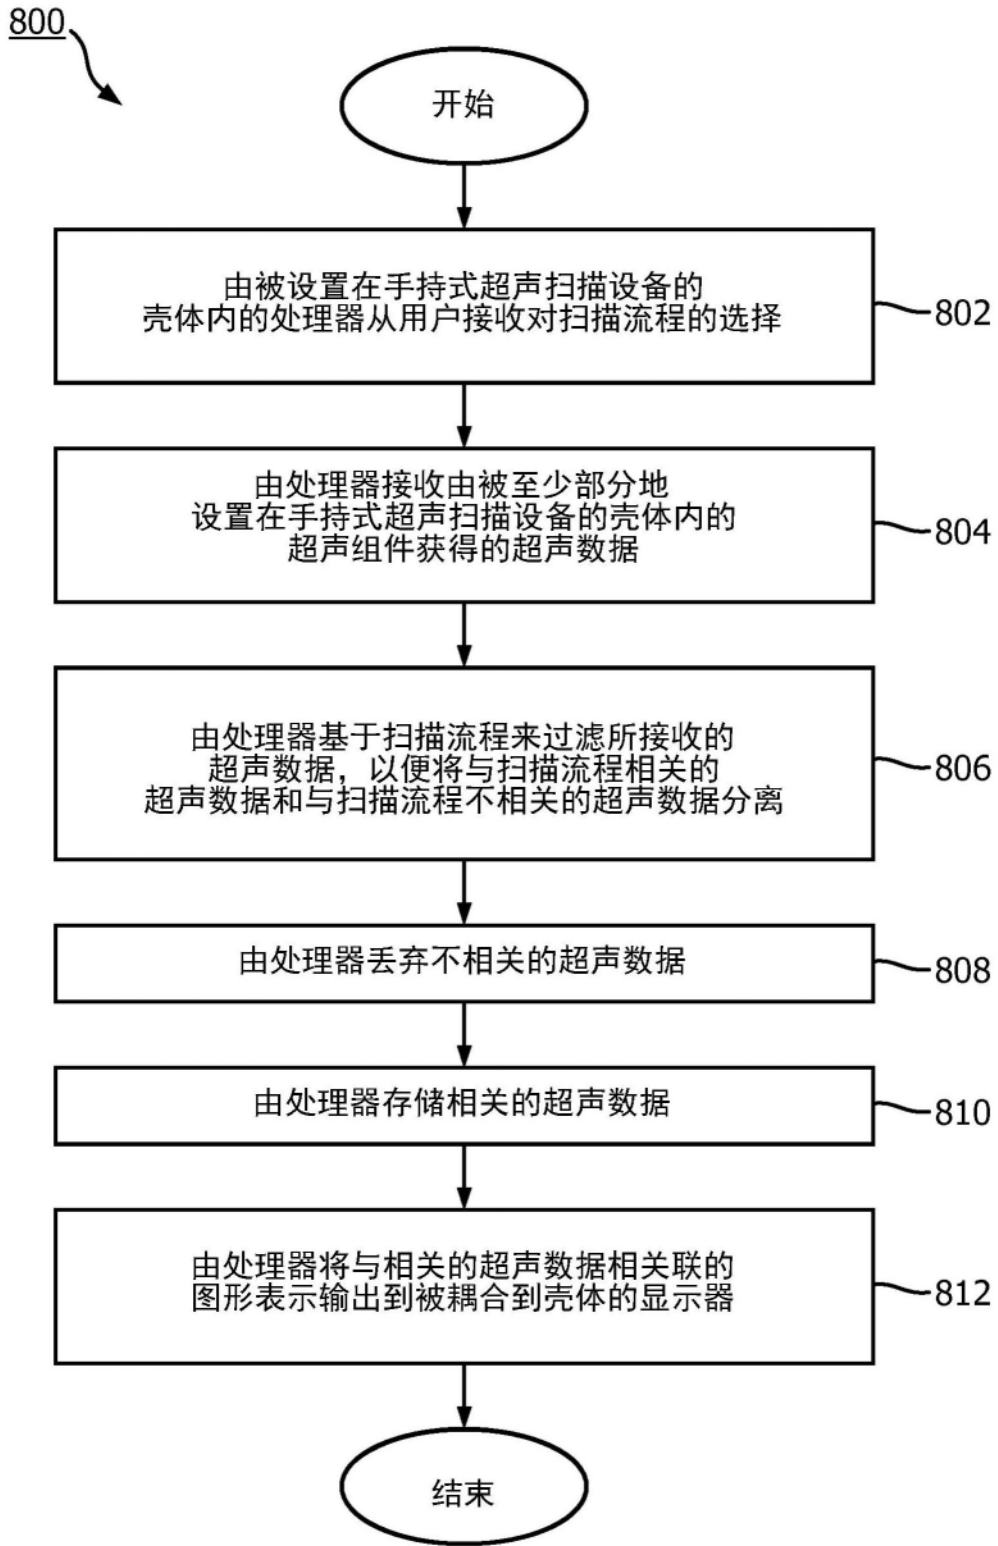 800
开始
由被设置在手持式超声扫描设备的
壳体内的处理器从用户接收对扫描流程的选择
802
由处理器接收由被至少部分地
设置在手持式超声扫描设备的壳体内的
超声组件获得的超声数据
804
由处理器基于扫描流程来过滤所接收的
超声数据，以便将与扫描流程相关的
超声数据和与扫描流程不相关的超声数据分离
806
由处理器丢弃不相关的超声数据
808
由处理器存储相关的超声数据
810
由处理器将与相关的超声数据相关联的
图形表示输出到被耦合到壳体的显示器
812
结束